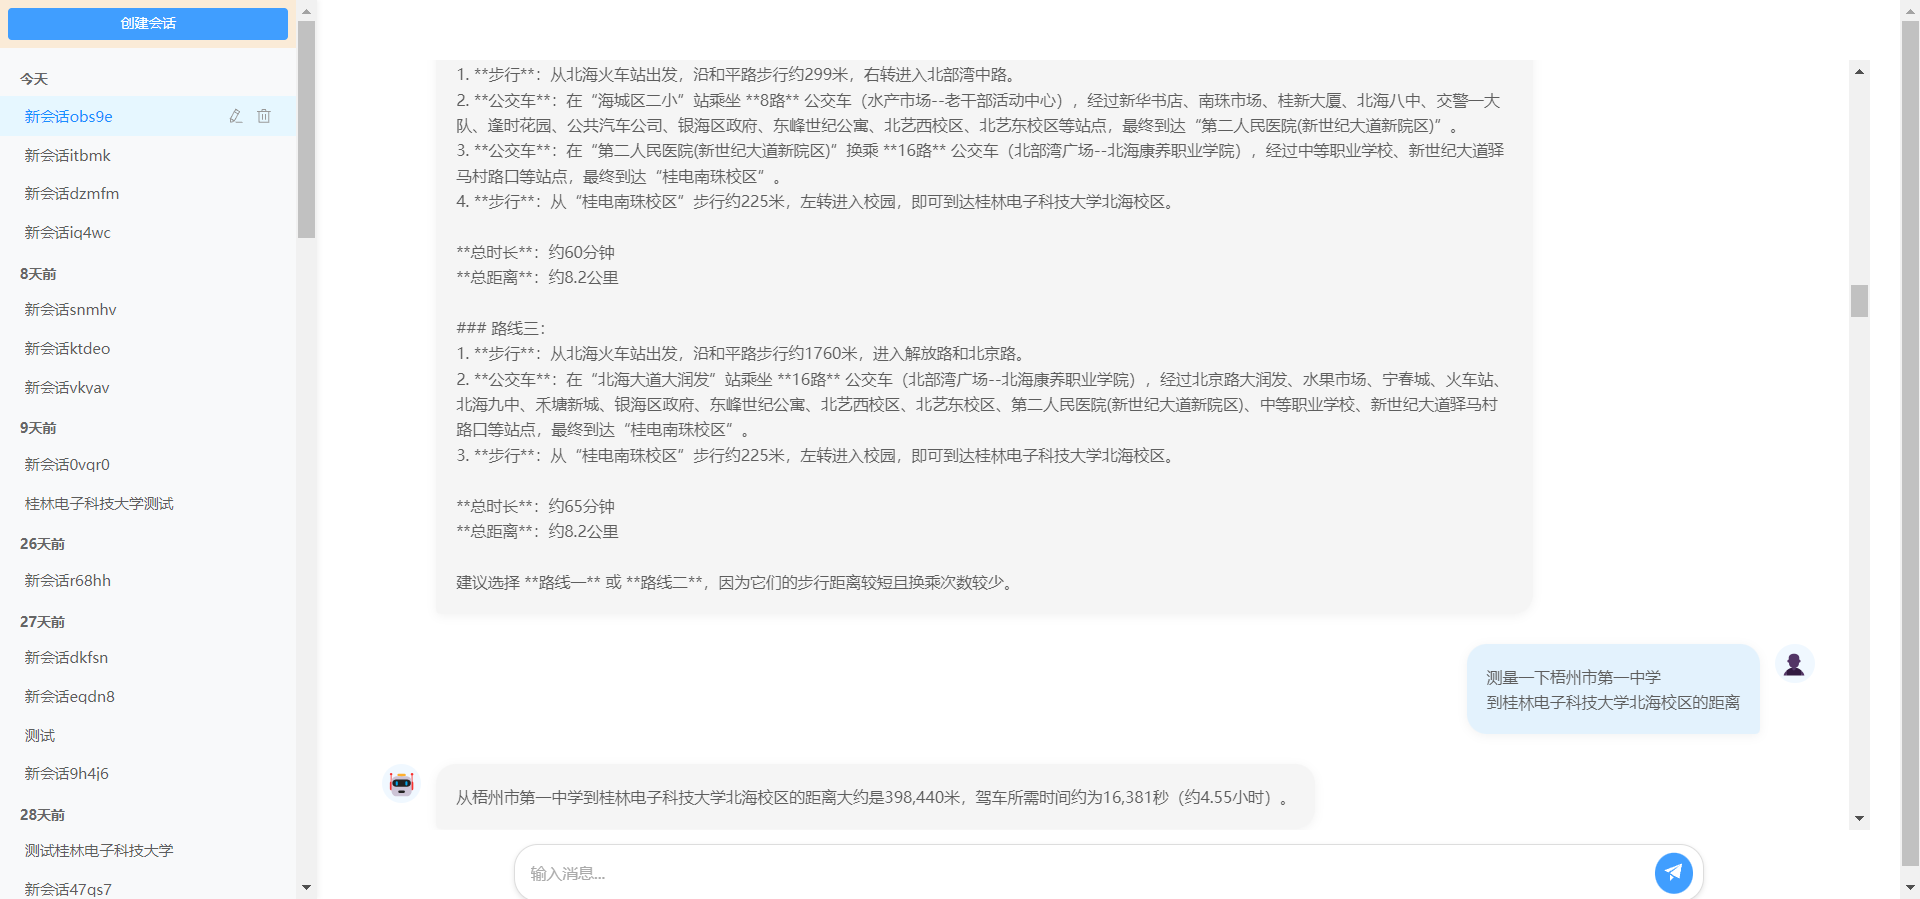 创建会话
今天
新会话obs9e
新会话itbmk
新会话dzmfm
新会话iq4wc
8天前
新会话snmhv
新会话ktdeo
新会话vkvav
9天前
新会话0vqr0
桂林电子科技大学测试
26天前
新会话r68hh
27天前
新会话dkfsn
新会话eqdn8
测试
新会话9h4j6
28天前
测试桂林电子科技大学
新会话47qs7
1. **步行**：从北海火车站出发，沿和平路步行约299米，右转进入北部湾中路。
2. **公交车**：在“海城区二小”站乘坐 **8路** 公交车（水产市场--老干部活动中心），经过新华书店、南珠市场、桂新大厦、北海八中、交警一大
队、逢时花园、公共汽车公司、银海区政府、东峰世纪公寓、北艺西校区、北艺东校区等站点，最终到达“第二人民医院(新世纪大道新院区)”。
3. **公交车**：在“第二人民医院(新世纪大道新院区)”换乘 **16路** 公交车（北部湾广场--北海康养职业学院），经过中等职业学校、新世纪大道驿
马村路口等站点，最终到达“桂电南珠校区”。
4. **步行**：从“桂电南珠校区”步行约225米，左转进入校园，即可到达桂林电子科技大学北海校区。
**总时长**：约60分钟
**总距离**：约8.2公里
### 路线三：
1. **步行**：从北海火车站出发，沿和平路步行约1760米，进入解放路和北京路。
2. **公交车**：在“北海大道大润发”站乘坐 **16路** 公交车（北部湾广场--北海康养职业学院），经过北京路大润发、水果市场、宁春城、火车站、
北海九中、禾塘新城、银海区政府、东峰世纪公寓、北艺西校区、北艺东校区、第二人民医院(新世纪大道新院区)、中等职业学校、新世纪大道驿马村
路口等站点，最终到达“桂电南珠校区”。
3. **步行**：从“桂电南珠校区”步行约225米，左转进入校园，即可到达桂林电子科技大学北海校区。
**总时长**：约65分钟
**总距离**：约8.2公里
建议选择 **路线一** 或 **路线二**，因为它们的步行距离较短且换乘次数较少。
测量一下梧州市第一中学
到桂林电子科技大学北海校区的距离
从梧州市第一中学到桂林电子科技大学北海校区的距离大约是398,440米，驾车所需时间约为16,381秒（约4.55小时）。
输入消息...